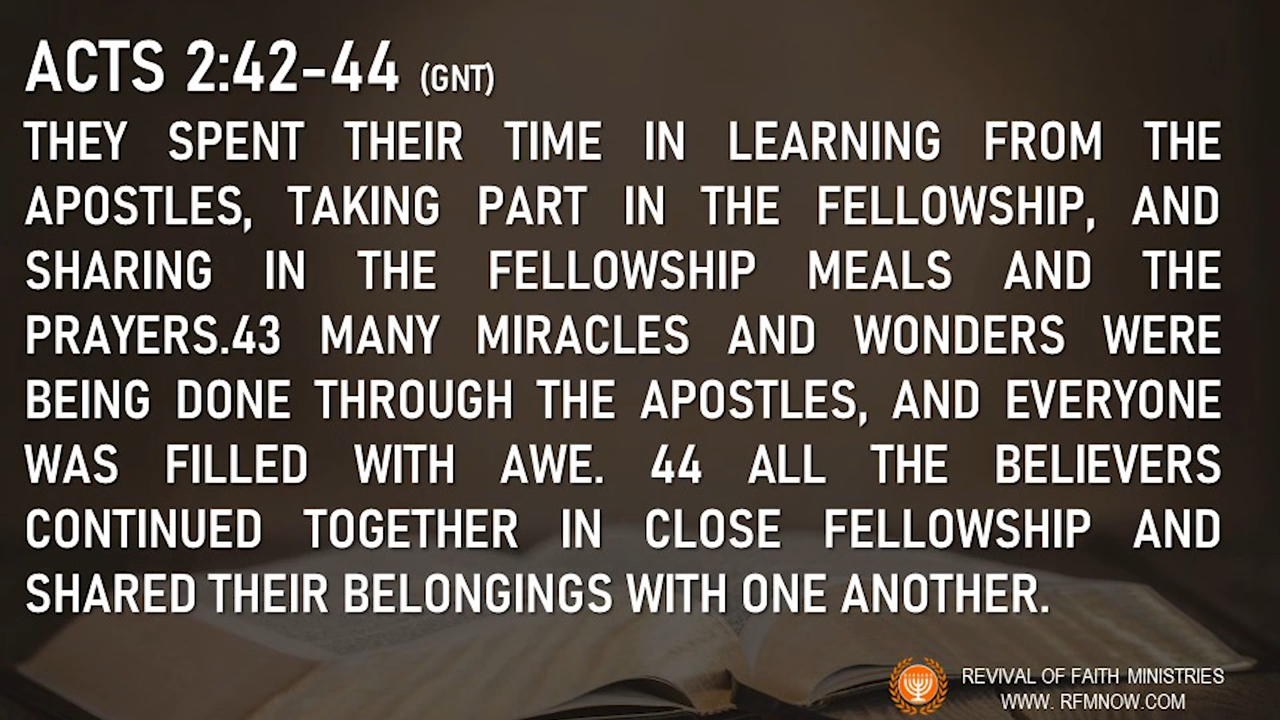 ACTS 2:42-44 (GNT)
THEY SPENT THEIR TIME IN LEARNING FROM THE
APOSTLES, TAKING PART IN THE FELLOWSHIP, AND
SHARING IN THE FELLOWSHIP MEALS AND THE
PRAYERS.43 MANY MIRACLES AND WONDERS WERE
BEING DONE THROUGH THE APOSTLES, AND EVERYONE
WAS FILLED WITH AWE. 44 ALL THE BELIEVERS
CONTINUED TOGETHER IN CLOSE FELLOWSHIP AND
SHARED THEIR BELONGINGS WITH ONE ANOTHER.
REVIVAL OF FAITH MINISTRIES
WWW. RFMNOW.COM